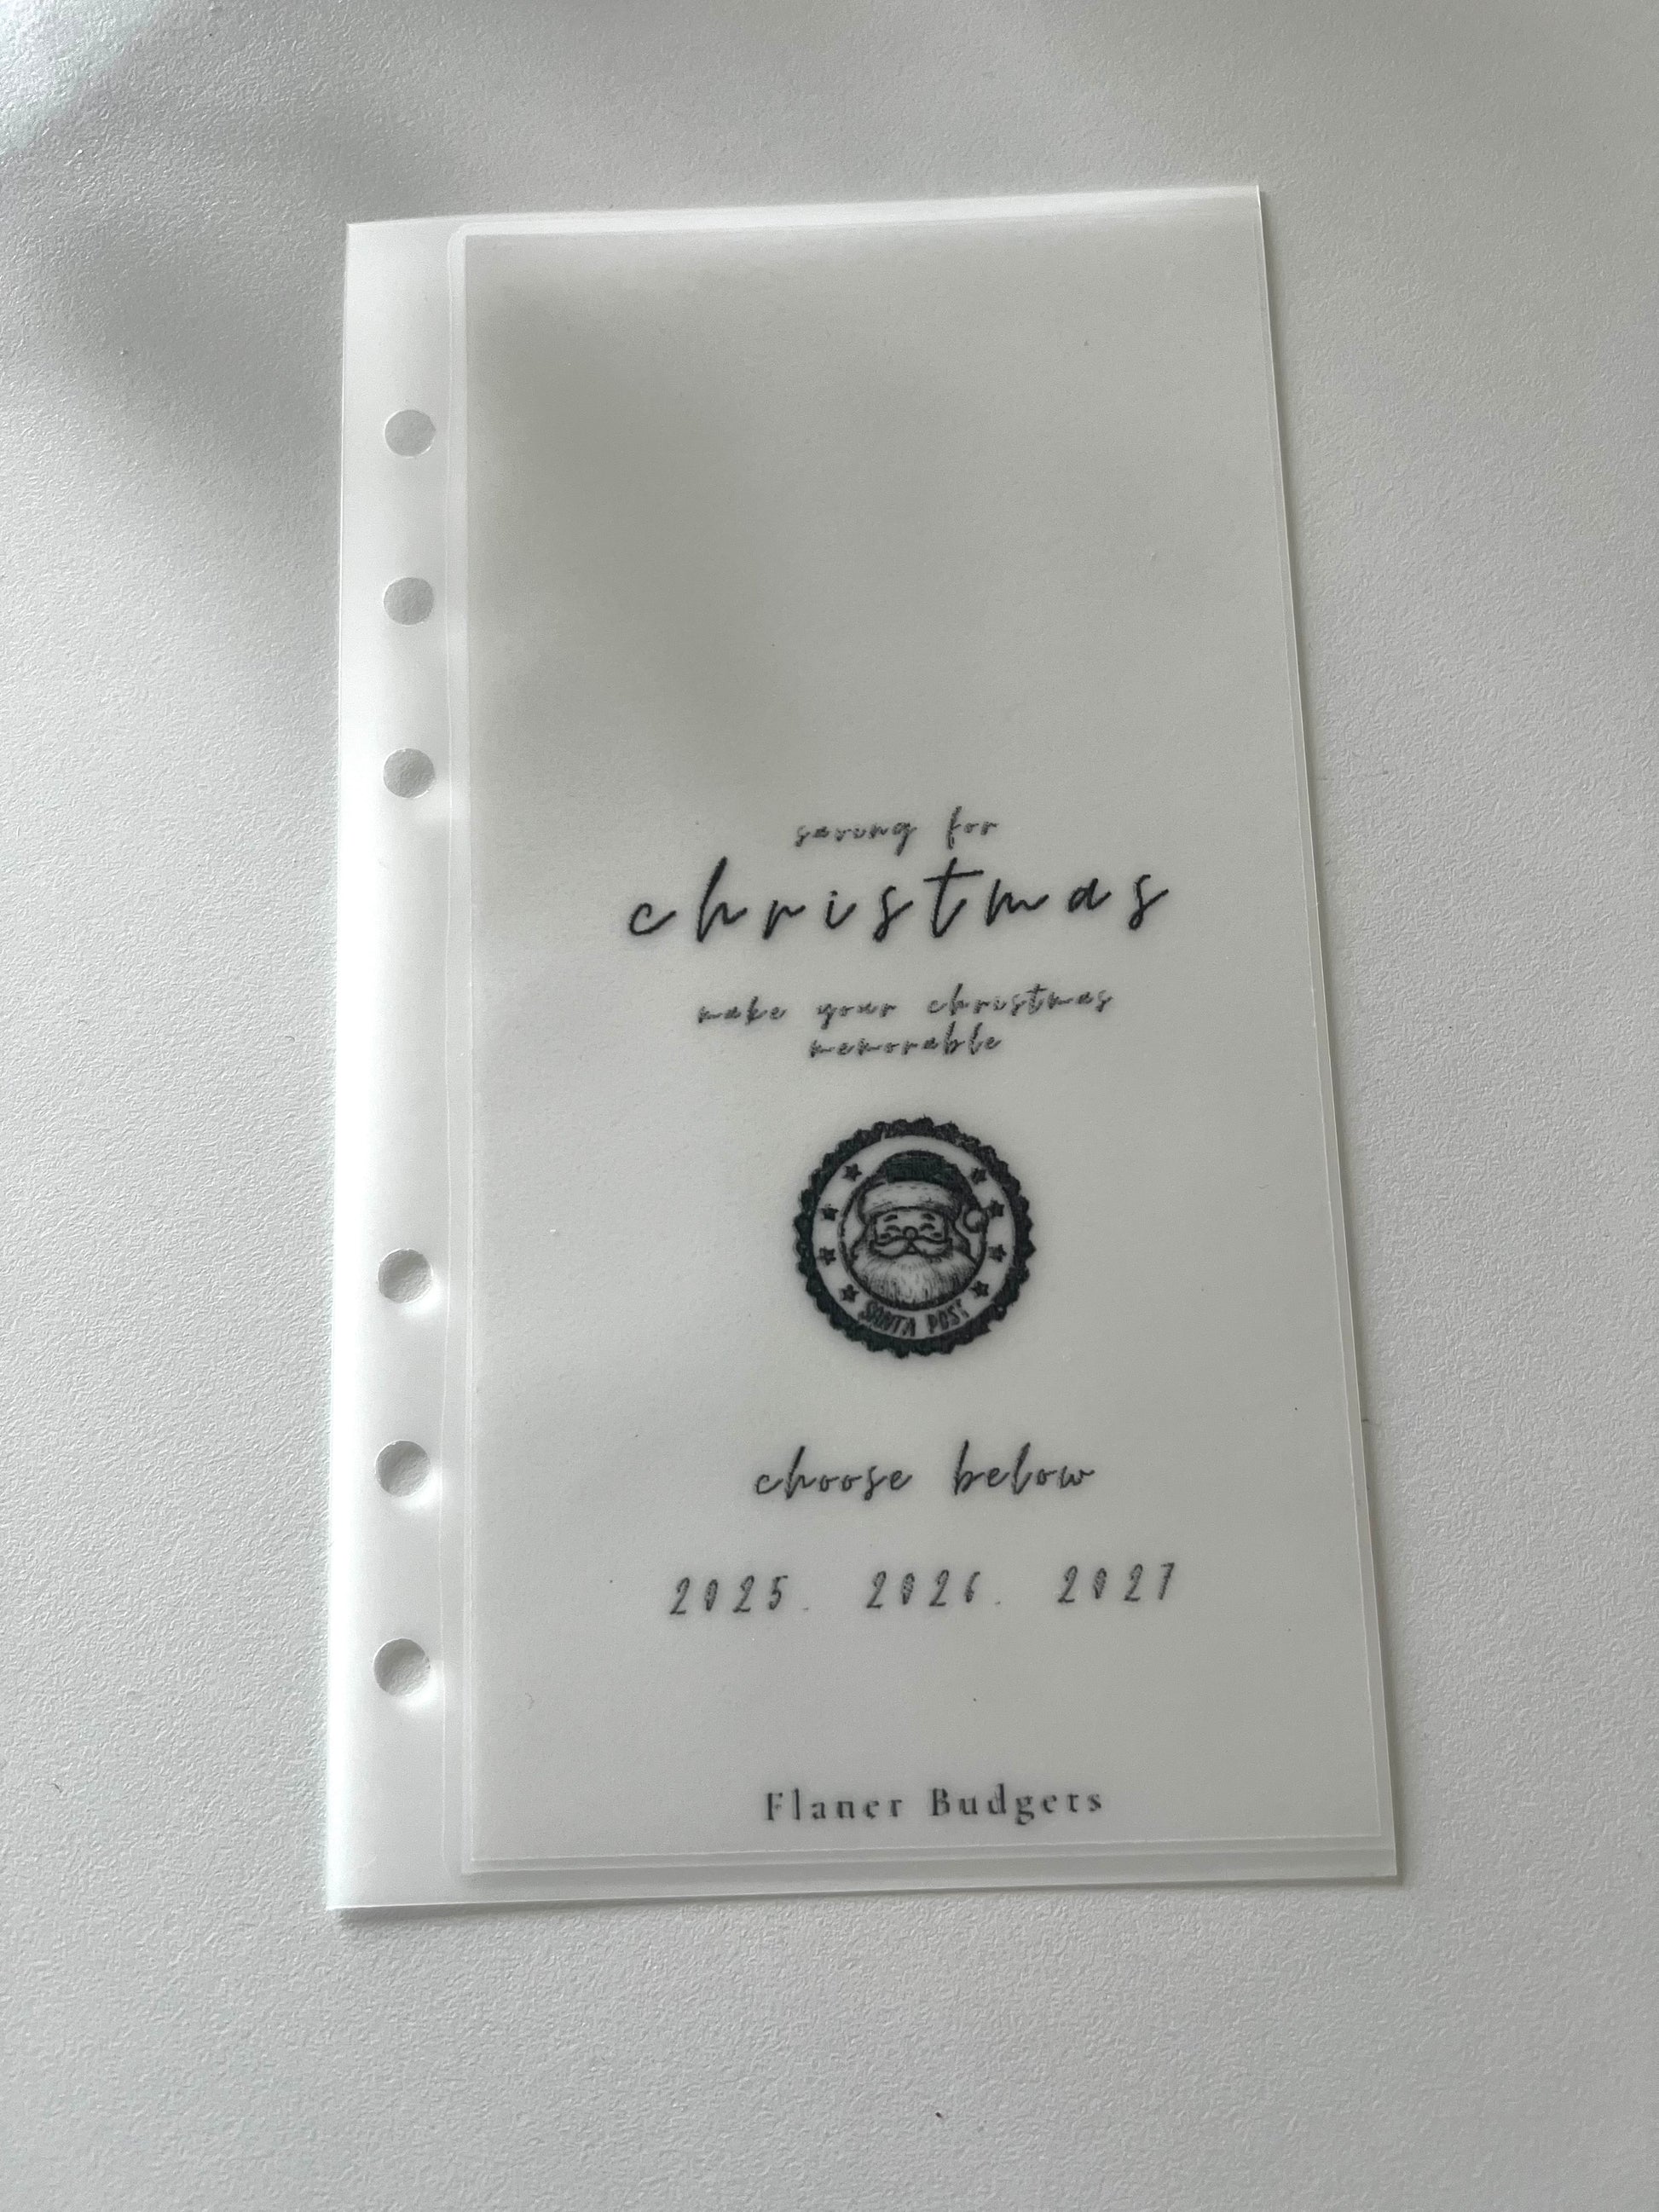 saving for
christmas
make your christmas
memorable
SANTA POST
choose below
2025. 2026. 2027
Flaner Budgets